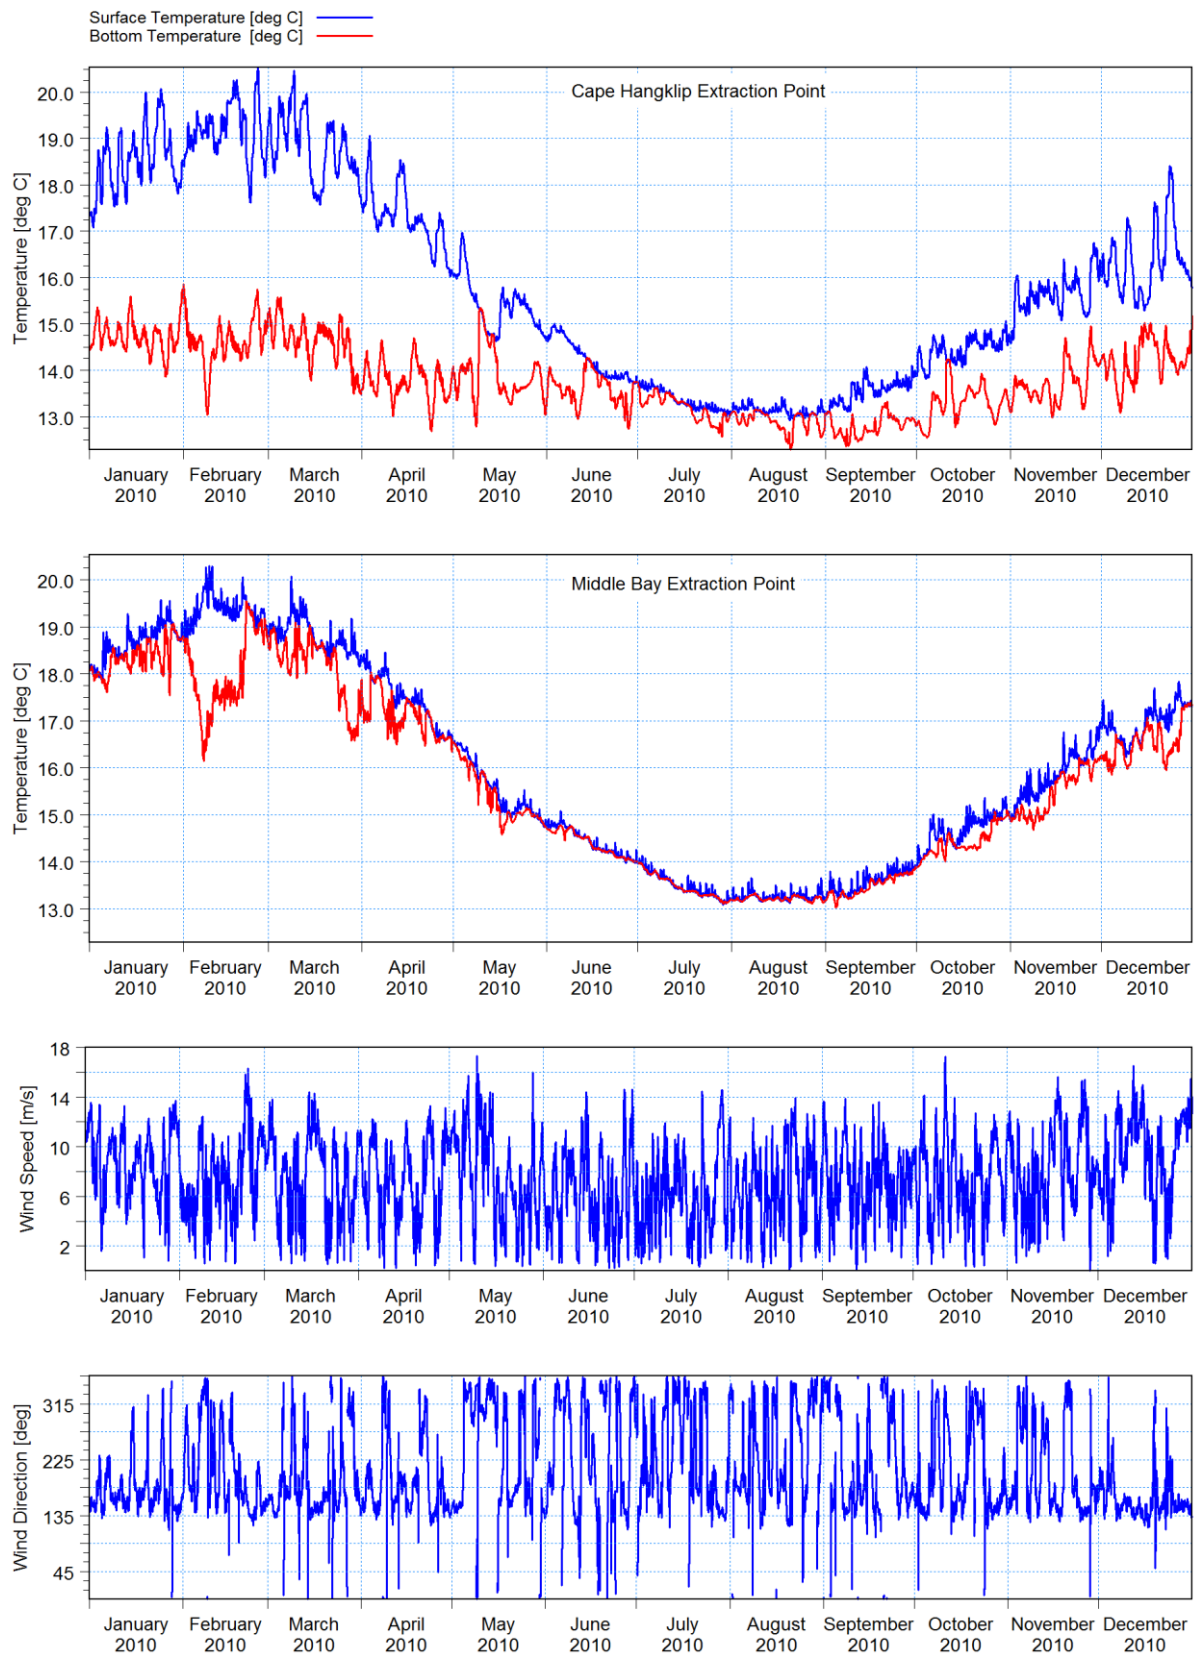 Surface Temperature [deg C]
Bottom Temperature [deg C]
Cape Hangklip Extraction Point
Temperature [deg C]
20.0
19.0
18.0
17.0
16.0
15.0
14.0
13.0
January February March April May June July August September October November December
2010 2010 2010 2010 2010 2010 2010 2010 2010 2010 2010 2010
Middle Bay Extraction Point
Temperature [deg C]
20.0
19.0
18.0
17.0
16.0
15.0
14.0
13.0
January February March April May June July August September October November December
2010 2010 2010 2010 2010 2010 2010 2010 2010 2010 2010 2010
Wind Speed [m/s]
18
14
10
6
2
January February March April May June July August September October November December
2010 2010 2010 2010 2010 2010 2010 2010 2010 2010 2010 2010
Wind Direction [deg]
315
225
135
45
January February March April May June July August September October November December
2010 2010 2010 2010 2010 2010 2010 2010 2010 2010 2010 2010